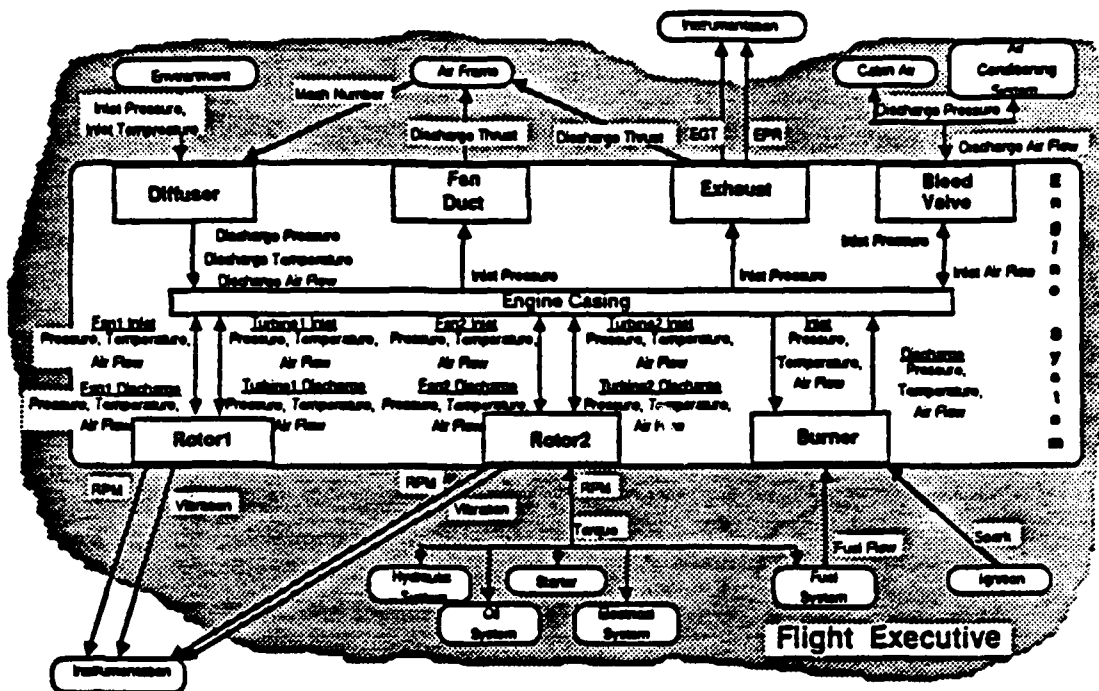 Instrumentation
Environment
Air Frame
Cabin Air
Air
Conditioning
System
Mach Number
Inlet Pressure,
Inlet Tempreature,
Discharge Thrust
Discharge Thrust
EGT
EPR
Discharge Pressure
Discharge Air Flow
Diffuser
Fan
Duct
Exhaust
Bleed
Valve
Engine System
Discharge Pressure
Discharge Temperature
Discharge Air Flow
Inlet Pressure
Inlet Pressure
Inlet Pressure
Inlet Air Flow
Engine Casing
Fan1 Inlet
Pressure, Temperature,
Air Flow
Fan1 Discharge
Pressure, Temperature,
Air Flow
Turbine1 Inlet
Pressure, Temperature,
Air Flow
Turbine1 Discharge
Pressure, Temperature,
Air Flow
Fan2 Inlet
Pressure, Temperature,
Air Flow
Fan2 Discharge
Pressure, Temperature,
Air Flow
Turbine2 Inlet
Pressure, Temperature,
Air Flow
Turbine2 Discharge
Pressure, Temperature,
Air Flow
Inlet
Pressure,
Temperature,
Air Flow
Discharge
Pressure,
Temperature,
Air Flow
Rotor1
Rotor2
Burner
RPM
Vibration
RPM
Vibration
RPM
Torque
Fuel Flow
Spark
Hydraulic
System
Starter
Fuel
System
Ignition
Oil
System
Electrical
System
Flight Executive
Instrumentation